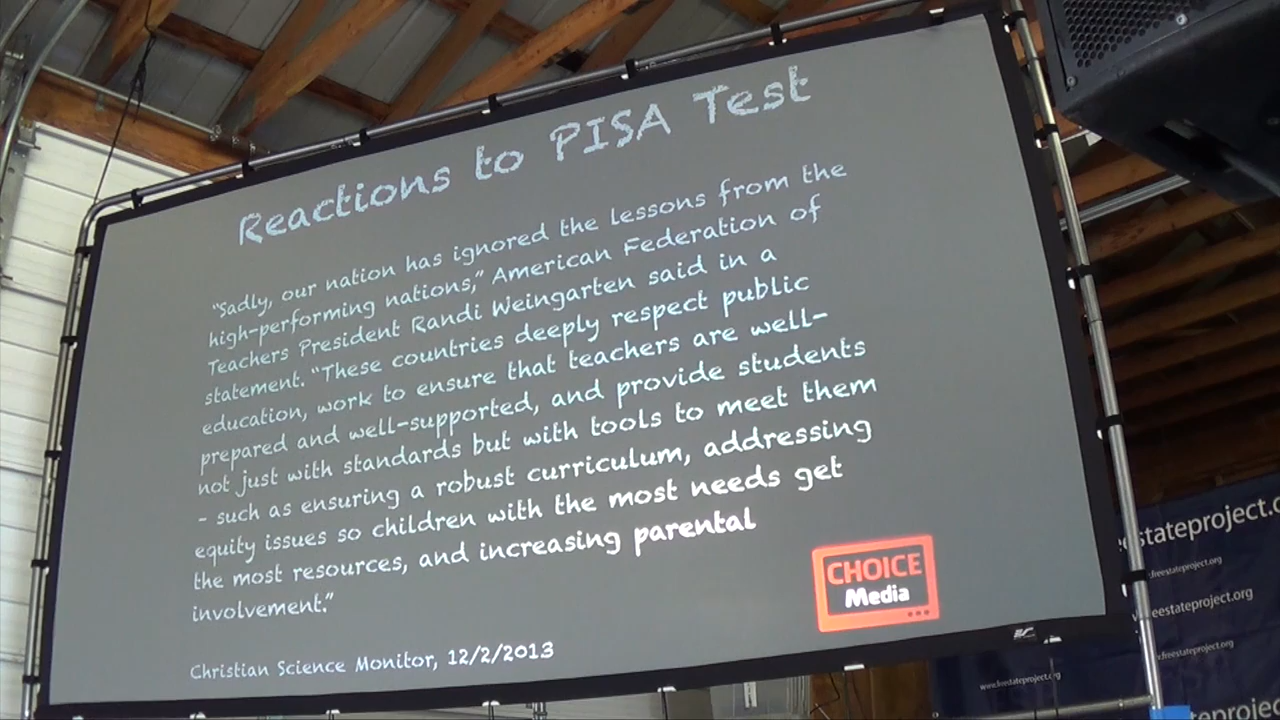 Reactions to PISA Test
"Sadly, our nation has ignored the lessons from the
high-performing nations," American Federation of
Teachers President Randi Weingarten said in a
statement. "These countries deeply respect public
education, work to ensure that teachers are well-
prepared and well-supported, and provide students
not just with standards but with tools to meet them
- such as ensuring a robust curriculum, addressing
equity issues so children with the most needs get
the most resources, and increasing parental
involvement."
Christian Science Monitor, 12/2/2013
CHOICE
Media
freestateproject.org
freestateproject.org
www.freestateproject.org